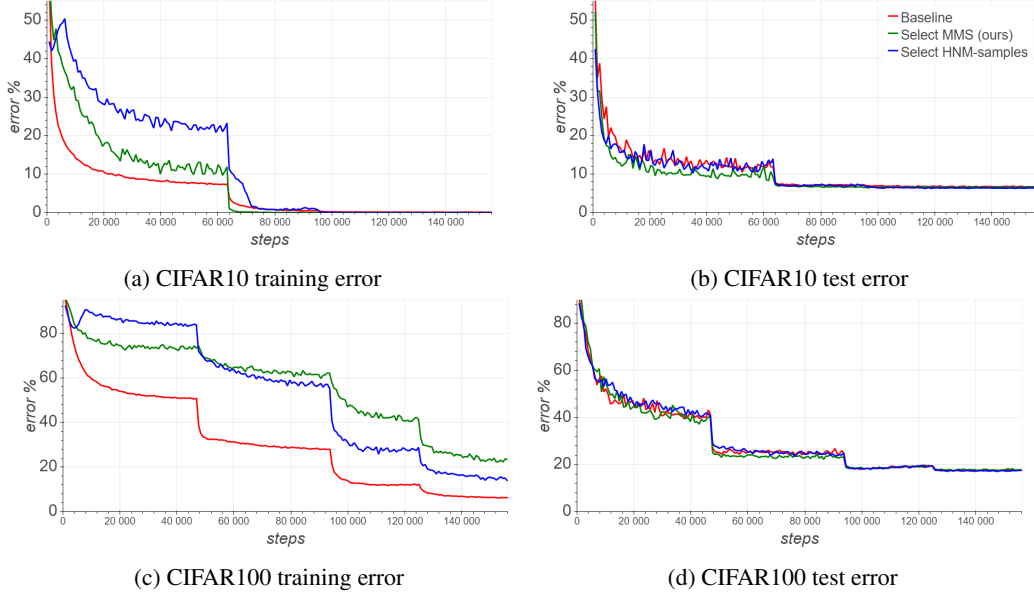 error %
50
40
30
20
10
0
0 20 000 40 000 60 000 80 000 100 000 120 000 140 000
steps
(a) CIFAR10 training error
Baseline
Select MMS (ours)
Select HNM-samples
error %
50
40
30
20
10
0
0 20 000 40 000 60 000 80 000 100 000 120 000 140 000
steps
(b) CIFAR10 test error
error %
80
60
40
20
0
0 20 000 40 000 60 000 80 000 100 000 120 000 140 000
steps
(c) CIFAR100 training error
error %
80
60
40
20
0
0 20 000 40 000 60 000 80 000 100 000 120 000 140 000
steps
(d) CIFAR100 test error